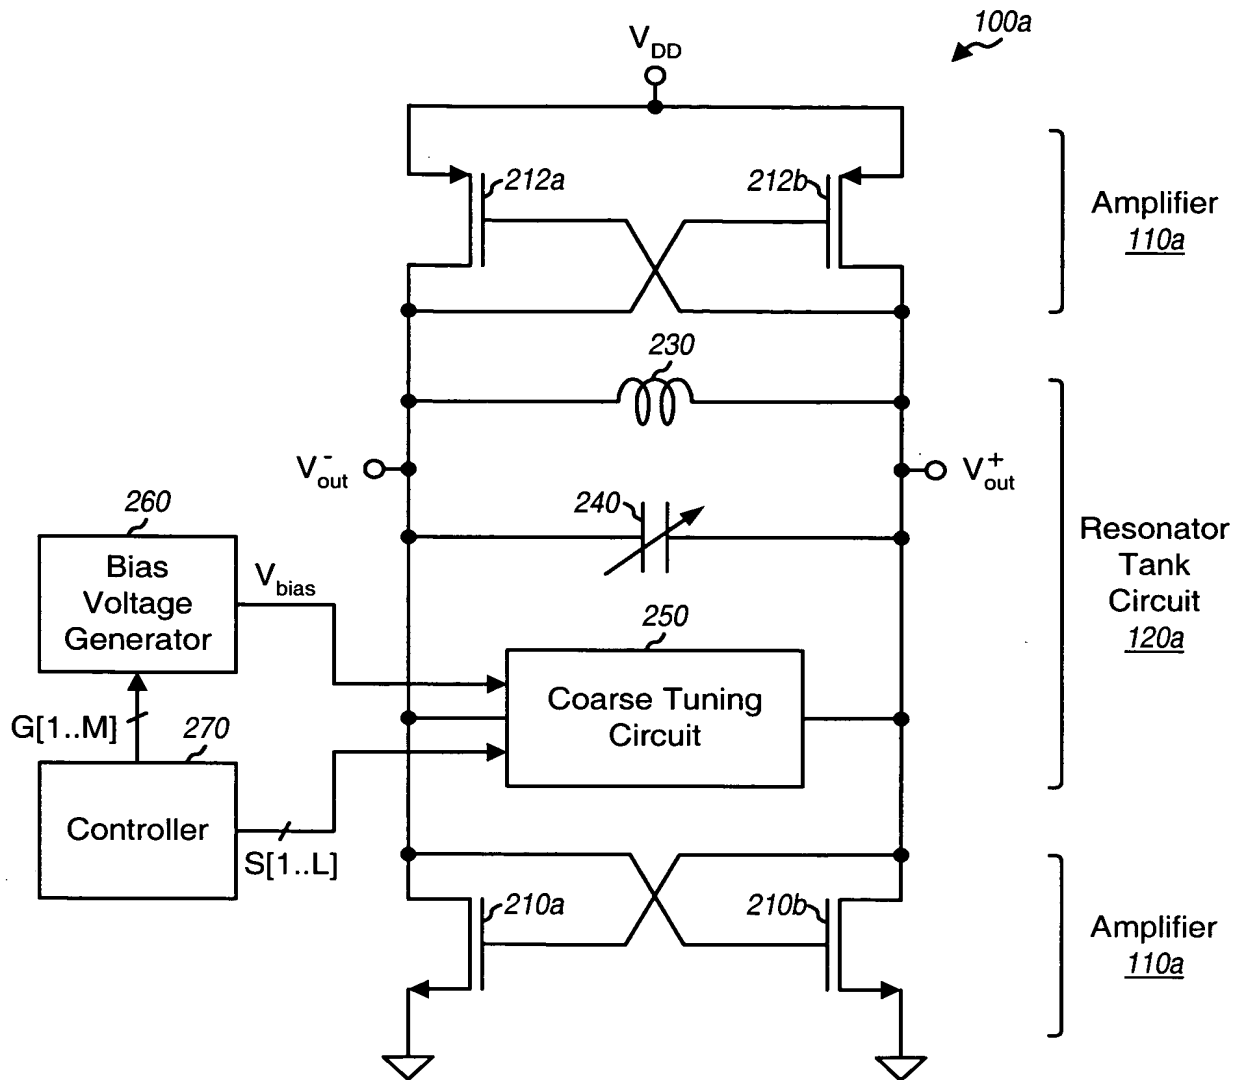 100a
V_DD
212a
212b
Amplifier
110a
230
V_out^-
V_out^+
240
260
Bias
Voltage
Generator
V_bias
Resonator
Tank
Circuit
120a
250
Coarse Tuning
Circuit
G[1..M]
270
Controller
S[1..L]
210a
210b
Amplifier
110a